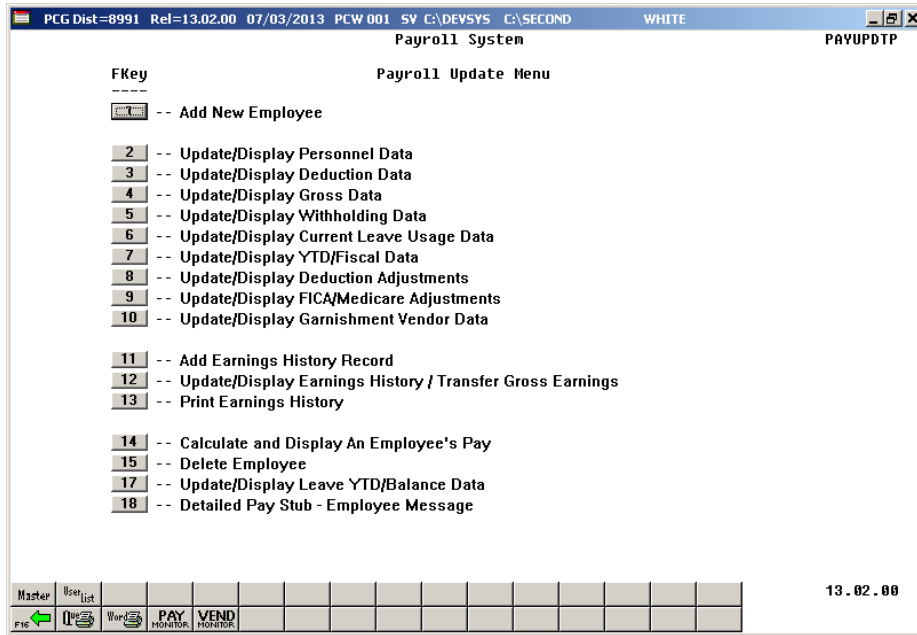 PCG Dist=8991 Rel=13.02.00 07/03/2013 PCW 001 SV C:\DEVSYS C:\SECOND WHITE
Payroll System PAYUPDTP
FKey Payroll Update Menu
----
1 -- Add New Employee
2 -- Update/Display Personnel Data
3 -- Update/Display Deduction Data
4 -- Update/Display Gross Data
5 -- Update/Display Withholding Data
6 -- Update/Display Current Leave Usage Data
7 -- Update/Display YTD/Fiscal Data
8 -- Update/Display Deduction Adjustments
9 -- Update/Display FICA/Medicare Adjustments
10 -- Update/Display Garnishment Vendor Data
11 -- Add Earnings History Record
12 -- Update/Display Earnings History / Transfer Gross Earnings
13 -- Print Earnings History
14 -- Calculate and Display An Employee's Pay
15 -- Delete Employee
17 -- Update/Display Leave YTD/Balance Data
18 -- Detailed Pay Stub - Employee Message
Master User List 13.02.00
F16 Que Word PAY MONITOR VEND MONITOR